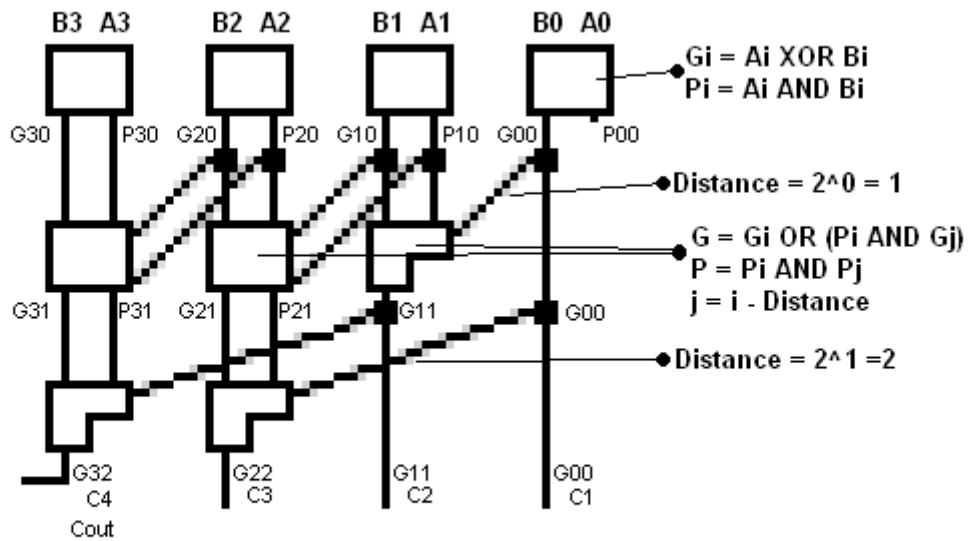 B3 A3 B2 A2 B1 A1 B0 A0
Gi = Ai XOR Bi
Pi = Ai AND Bi
G30 P30 G20 P20 G10 P10 G00 P00
Distance = 2^0 = 1
G = Gi OR (Pi AND Gj)
P = Pi AND Pj
j = i - Distance
G31 P31 G21 P21 G11 G00
Distance = 2^1 =2
G32 G22 G11 G00
C4 C3 C2 C1
Cout